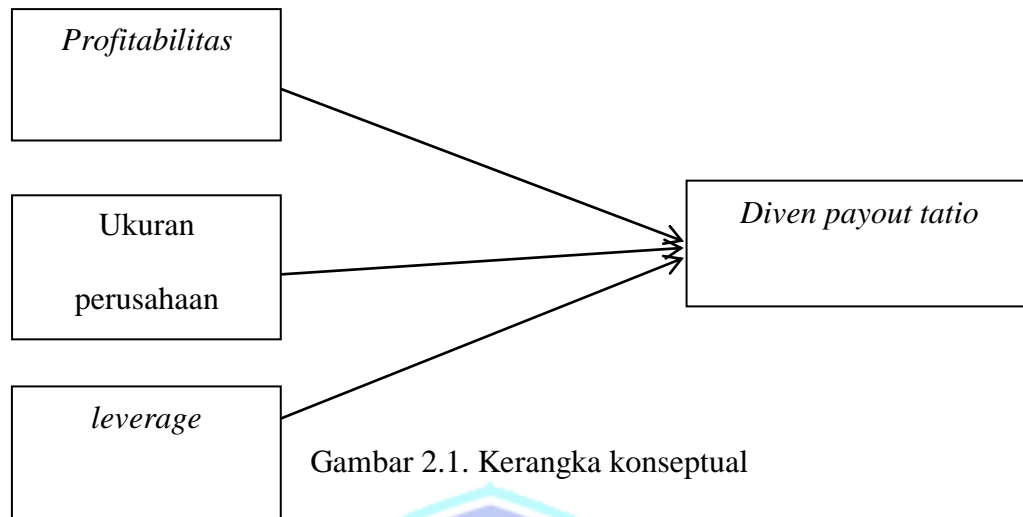 Profitabilitas
Ukuran
perusahaan
Diven payout tatio
leverage
Gambar 2.1. Kerangka konseptual